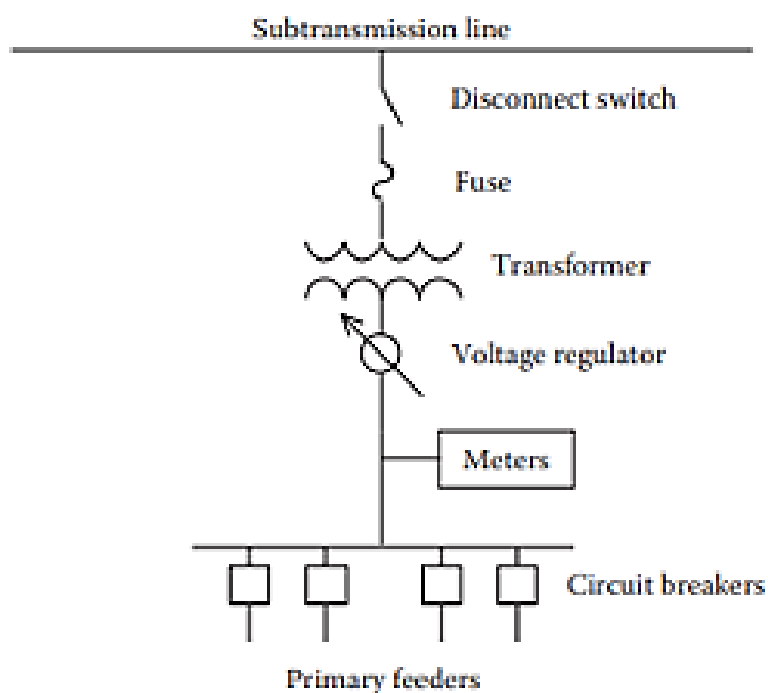 Subtransmission line
Disconnect switch
Fuse
Transformer
Voltage regulator
Meters
Circuit breakers
Primary feeders